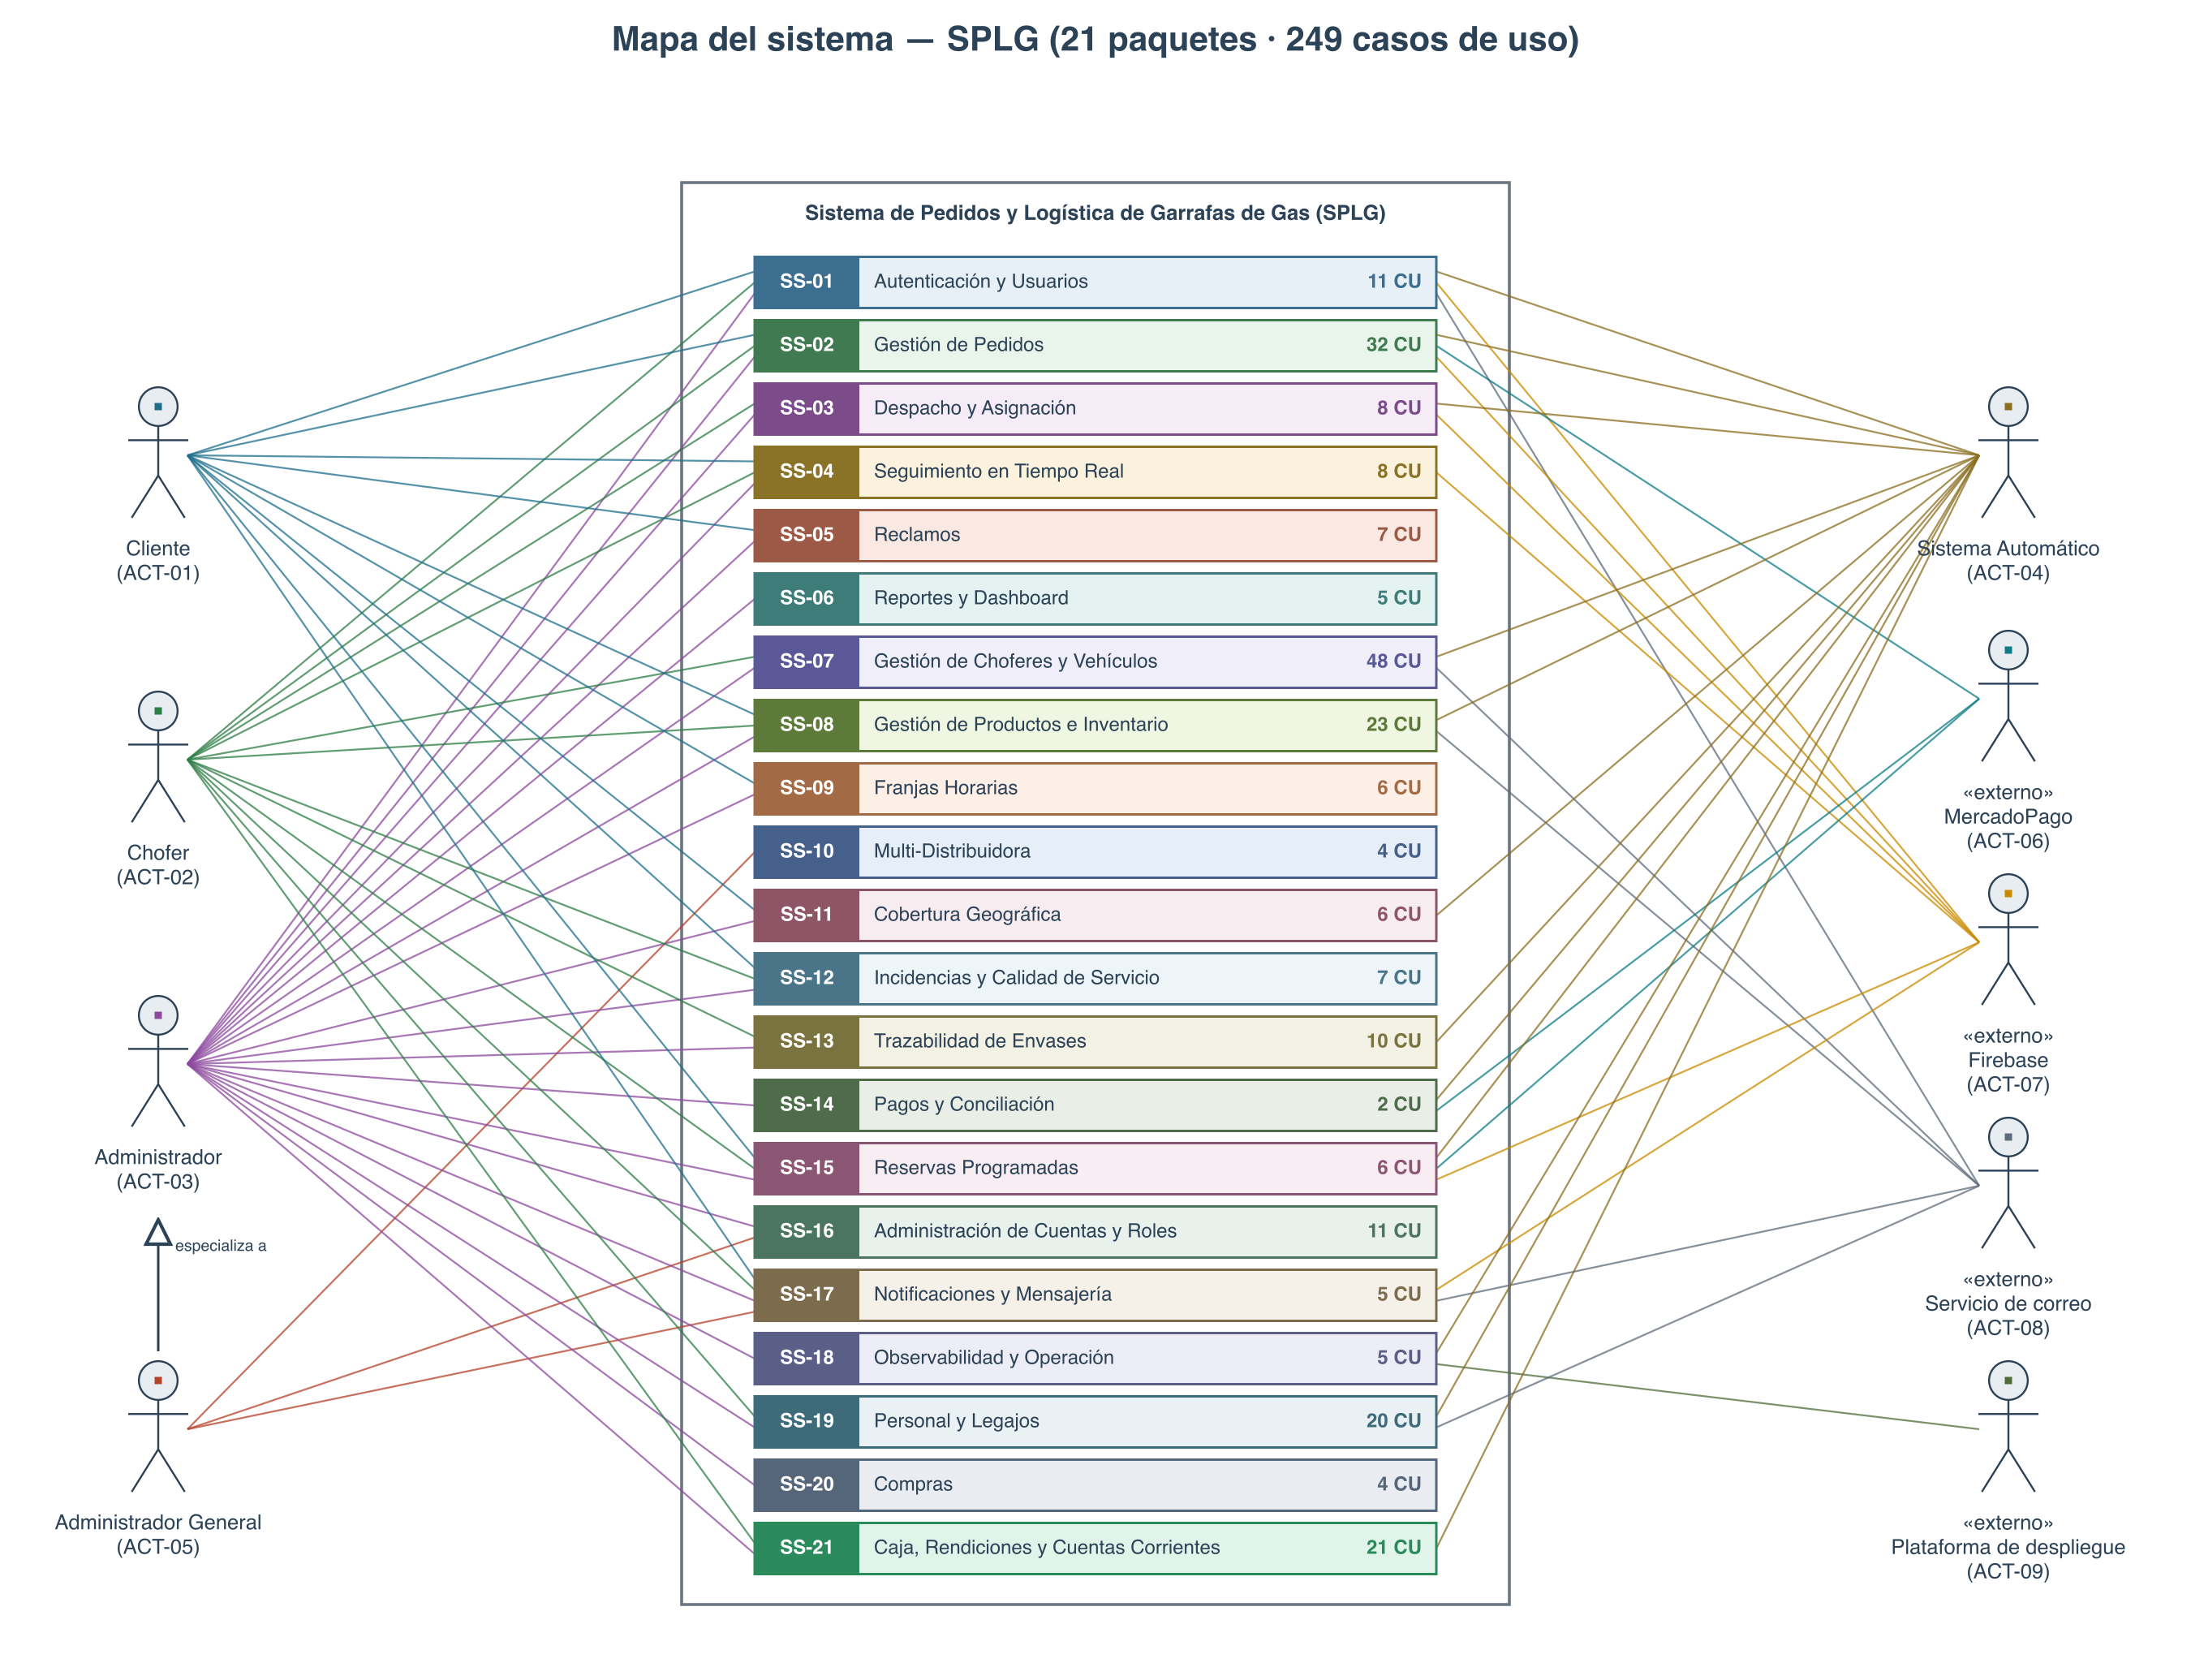 Mapa del sistema — SPLG (21 paquetes · 249 casos de uso)
Sistema de Pedidos y Logística de Garrafas de Gas (SPLG)
SS-01 Autenticación y Usuarios 11 CU
SS-02 Gestión de Pedidos 32 CU
SS-03 Despacho y Asignación 8 CU
SS-04 Seguimiento en Tiempo Real 8 CU
SS-05 Reclamos 7 CU
SS-06 Reportes y Dashboard 5 CU
SS-07 Gestión de Choferes y Vehículos 48 CU
SS-08 Gestión de Productos e Inventario 23 CU
SS-09 Franjas Horarias 6 CU
SS-10 Multi-Distribuidora 4 CU
SS-11 Cobertura Geográfica 6 CU
SS-12 Incidencias y Calidad de Servicio 7 CU
SS-13 Trazabilidad de Envases 10 CU
SS-14 Pagos y Conciliación 2 CU
SS-15 Reservas Programadas 6 CU
SS-16 Administración de Cuentas y Roles 11 CU
SS-17 Notificaciones y Mensajería 5 CU
SS-18 Observabilidad y Operación 5 CU
SS-19 Personal y Legajos 20 CU
SS-20 Compras 4 CU
SS-21 Caja, Rendiciones y Cuentas Corrientes 21 CU
Cliente
(ACT-01)
Chofer
(ACT-02)
Administrador
(ACT-03)
especializa a
Administrador General
(ACT-05)
Sistema Automático
(ACT-04)
«externo»
MercadoPago
(ACT-06)
«externo»
Firebase
(ACT-07)
«externo»
Servicio de correo
(ACT-08)
«externo»
Plataforma de despliegue
(ACT-09)